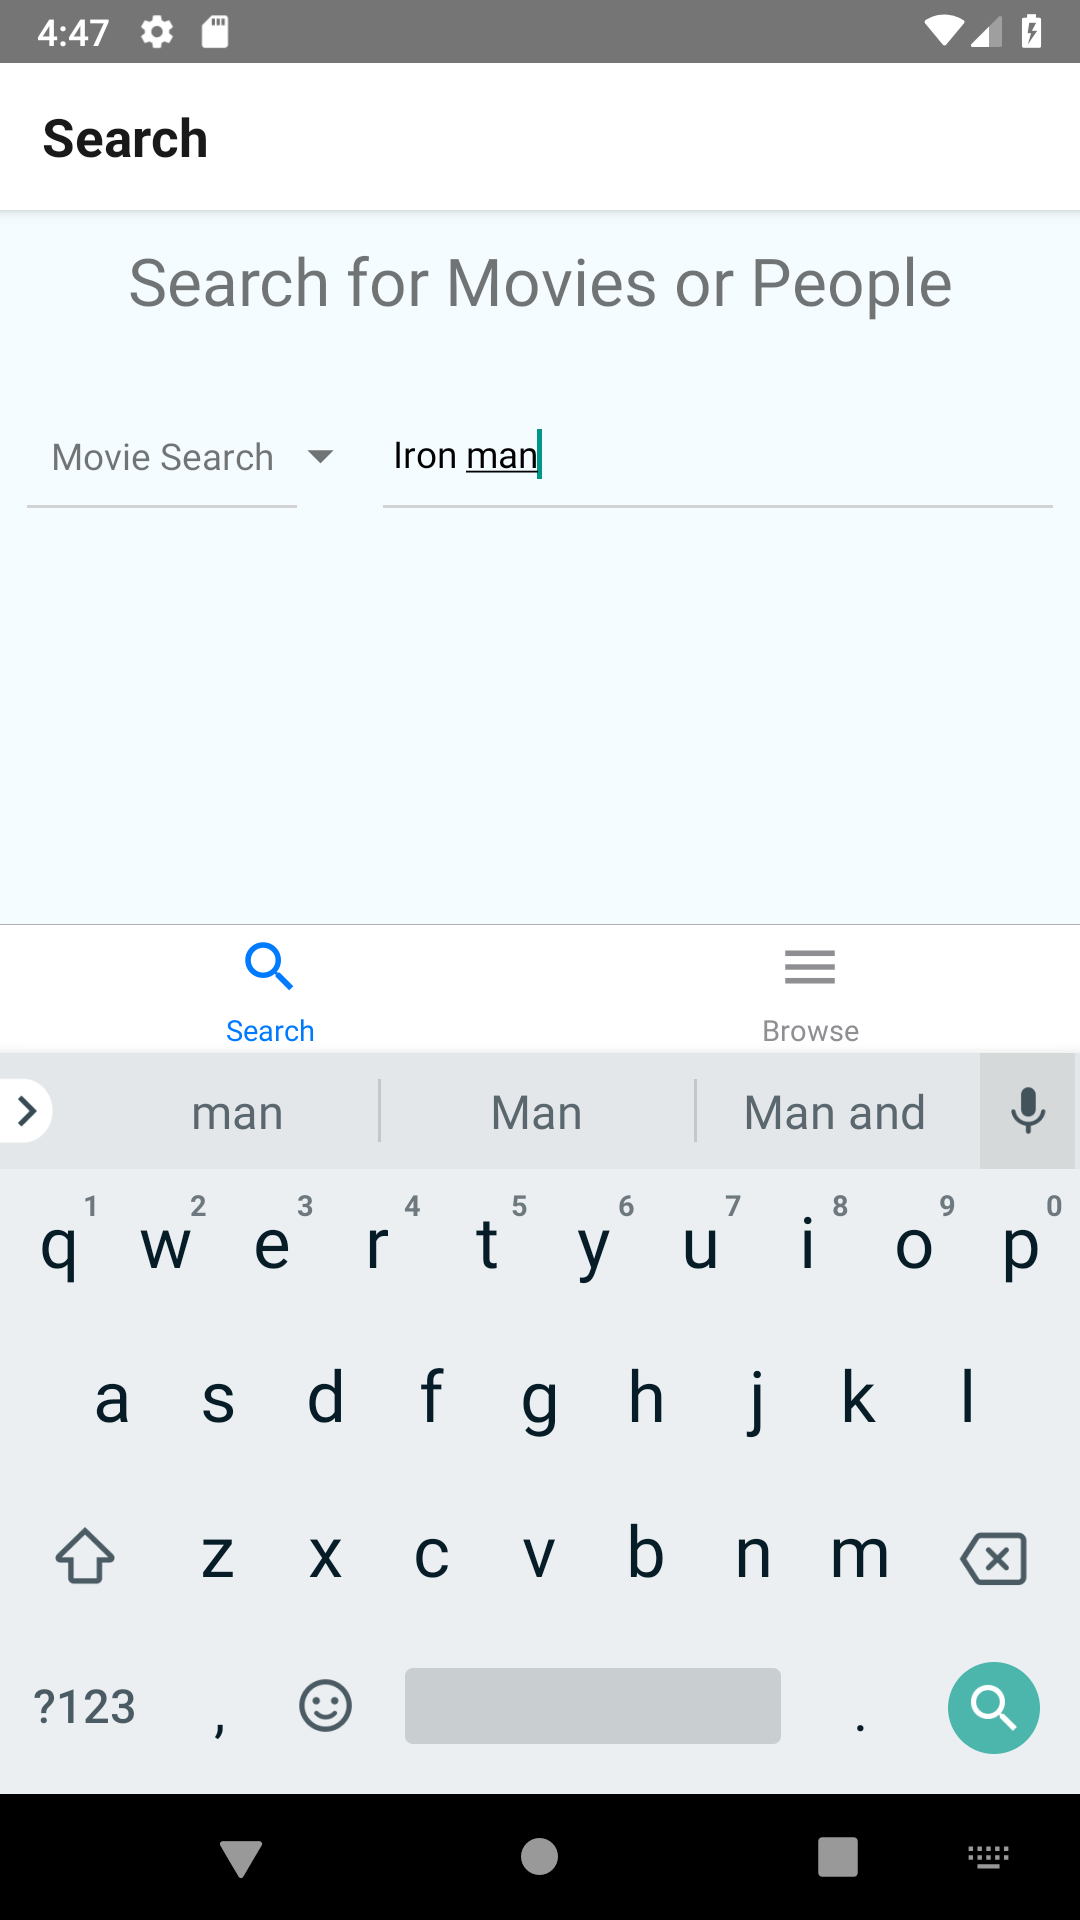 4:47
Search
Search for Movies or People
Movie Search Iron man
Search Browse
man Man Man and
1 2 3 4 5 6 7 8 9 0
q w e r t y u i o p
a s d f g h j k l
z x c v b n m
?123 , .